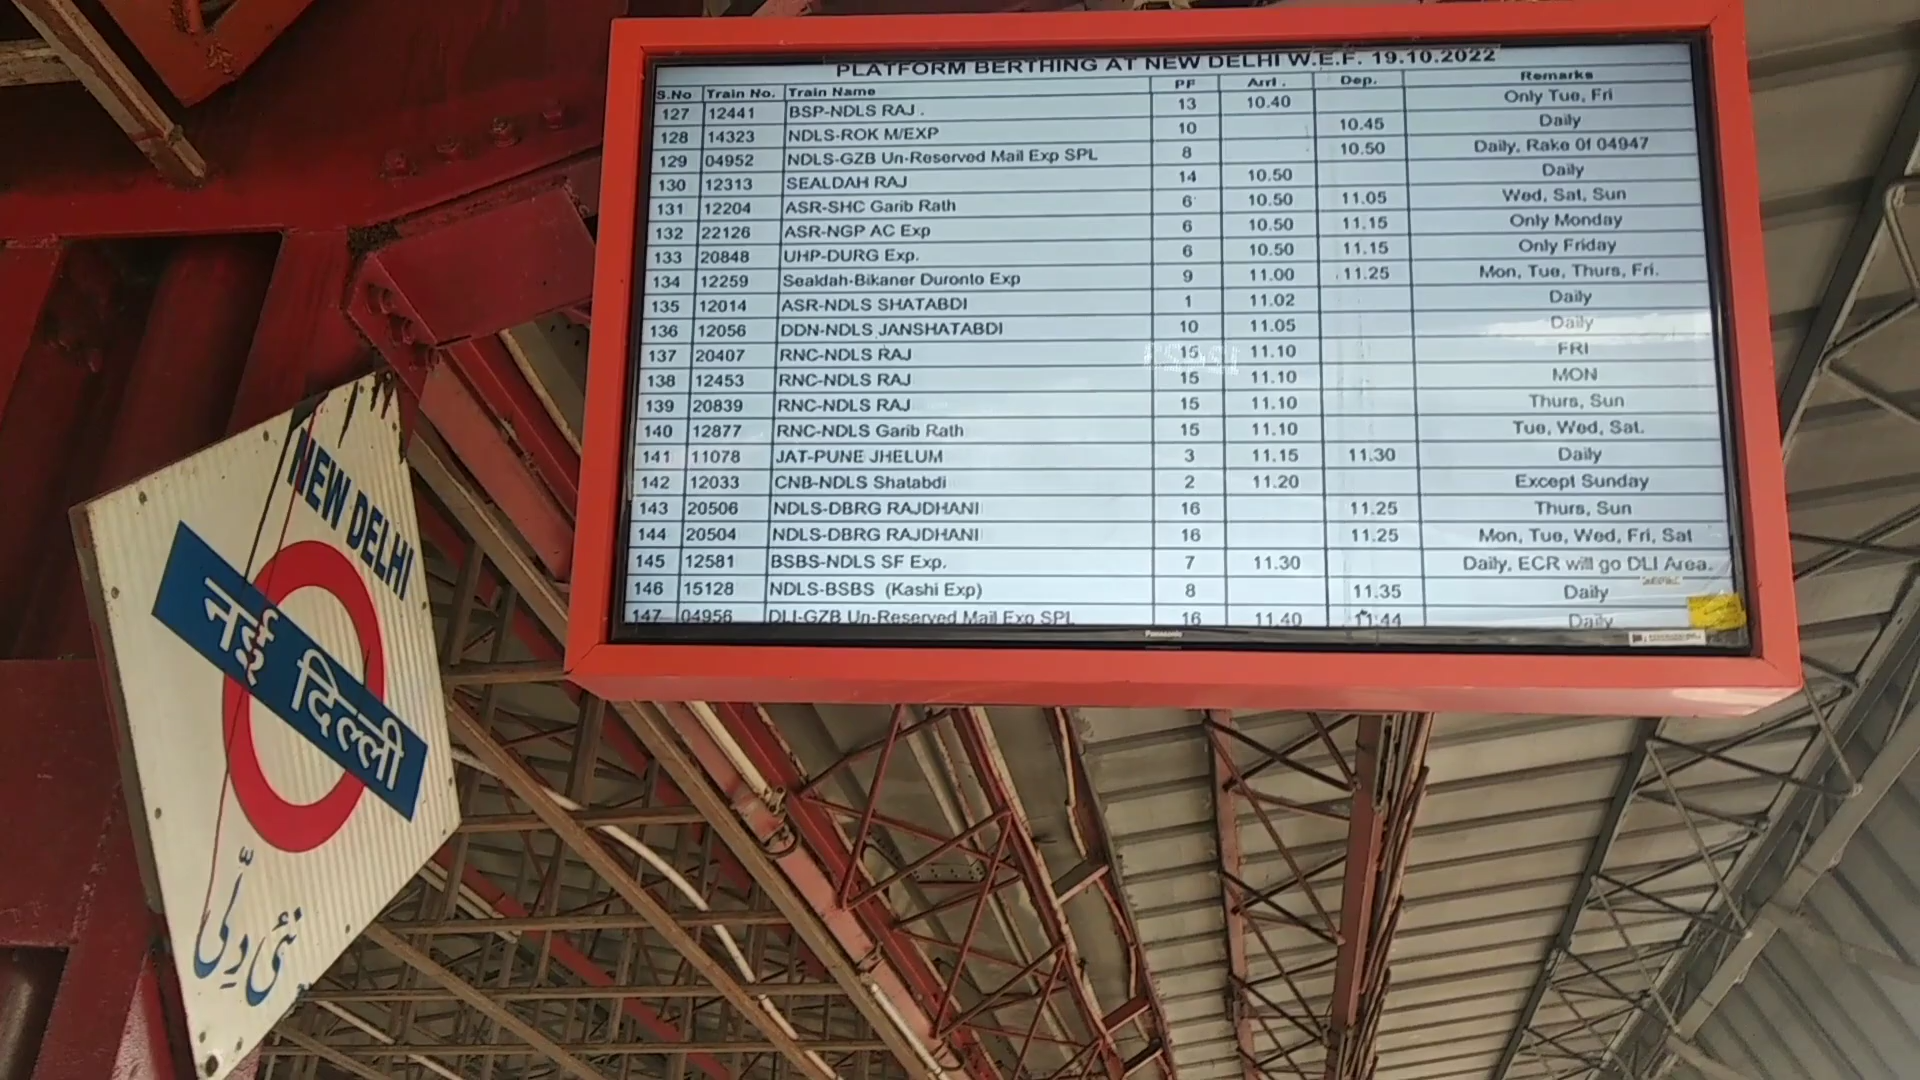 PLATFORM BERTHING AT NEW DELHI W.E.F. 19.10.2022
S.No Train No. Train Name PF Arri . Dep. Remarks
127 12441 BSP-NDLS RAJ . 13 10.40 Only Tue, Fri
128 14323 NDLS-ROK M/EXP 10 10.45 Daily
129 04952 NDLS-GZB Un-Reserved Mail Exp SPL 8 10.50 Daily, Rake Of 04947
130 12313 SEALDAH RAJ 14 10.50 Daily
131 12204 ASR-SHC Garib Rath 6 10.50 11.05 Wed, Sat, Sun
132 22126 ASR-NGP AC Exp 6 10.50 11.15 Only Monday
133 20848 UHP-DURG Exp. 6 10.50 11.15 Only Friday
134 12259 Sealdah-Bikaner Duronto Exp 9 11.00 11.25 Mon, Tue, Thurs, Fri.
135 12014 ASR-NDLS SHATABDI 1 11.02 Daily
136 12056 DDN-NDLS JANSHATABDI 10 11.05 Daily
137 20407 RNC-NDLS RAJ 15 11.10 FRI
138 12453 RNC-NDLS RAJ 15 11.10 MON
139 20839 RNC-NDLS RAJ 15 11.10 Thurs, Sun
140 12877 RNC-NDLS Garib Rath 15 11.10 Tue, Wed, Sat.
141 11078 JAT-PUNE JHELUM 3 11.15 11.30 Daily
142 12033 CNB-NDLS Shatabdi 2 11.20 Except Sunday
143 20506 NDLS-DBRG RAJDHANI 16 11.25 Thurs, Sun
144 20504 NDLS-DBRG RAJDHANI 16 11.25 Mon, Tue, Wed, Fri, Sat
145 12581 BSBS-NDLS SF Exp. 7 11.30 Daily, ECR will go DLI Area.
146 15128 NDLS-BSBS (Kashi Exp) 8 11.35 Daily
147 04956 DLI-GZB Un-Reserved Mail Exp SPL 16 11.40 11.44 Daily
Panasonic
NEW DELHI
नई दिल्ली
نئی دِلّی